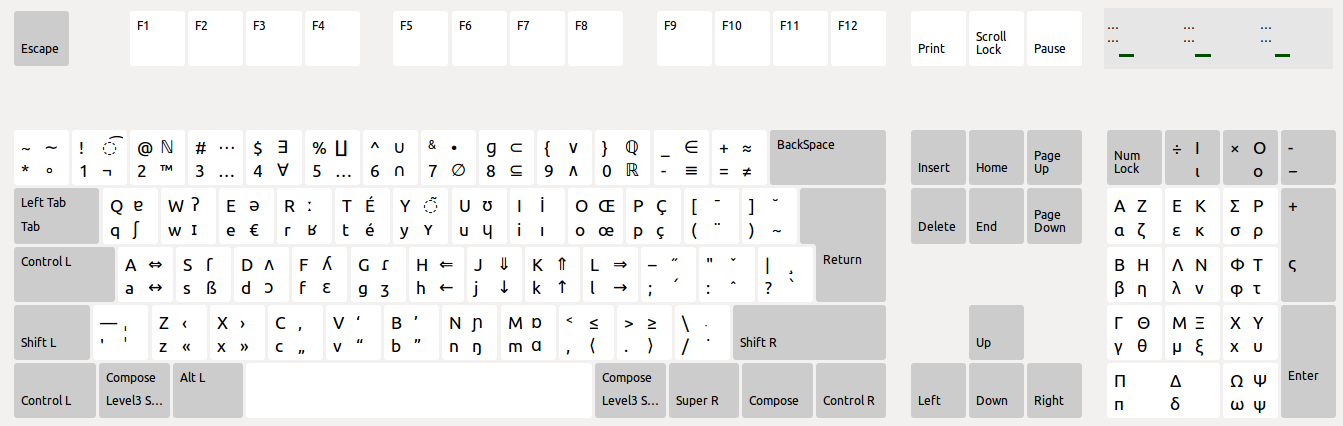 F1 F2 F3 F4 F5 F6 F7 F8 F9 F10 F11 F12
Escape Print Scroll Lock Pause
... ... ...
... ... ...
~ ∼ ! ◌͡ @ ℕ # ⋯ $ ∃ % ∐ ^ ∪ & • g ⊂ { ∨ } ℚ _ ∈ + ≈ BackSpace
* ∘ 1 ¬ 2 ™ 3 … 4 ∀ 5 … 6 ∩ 7 ∅ 8 ⊆ 9 ∧ 0 ℝ - ≡ = ≠
Insert Home Page Up Num Lock ÷ Ι × Ο -
ι ο −
Left Tab Q ɐ W ʔ E ə R ː T É Y U ʊ I İ O Œ P Ç [ ¯ ] ˘
Tab q ʃ w ɪ e € r ʁ t é y ʏ u ɥ i ı o œ p ç ( ¨ ) ~
Delete End Page Down Α Ζ Ε Κ Σ Ρ +
α ζ ε κ σ ρ
Control L A ⇔ S ſ D ʌ F ʎ G ɾ H ⇐ J ⇓ K ⇑ L ⇒ – ˝ " ˇ | ¸ Return
a ↔ s ß d ɔ f ɛ g ʒ h ← j ↓ k ↑ l → ; ´ : ˆ ? `
Β Η Λ Ν Φ Τ ς
β η λ ν φ τ
Shift L — ˌ Z ‹ X › C ‚ V ‘ B ’ N ɲ M ɒ < ≤ > ≥ \ ˙ Shift R
' ˈ z « x » c „ v “ b ” n ŋ m ɑ , ⟨ . ⟩ /
Up Γ Θ Μ Ξ Χ Υ
γ θ μ ξ χ υ
Control L Compose Level3 S... Alt L Compose Level3 S... Super R Compose Control R
Left Down Right Π Δ Ω Ψ Enter
π δ ω ψ